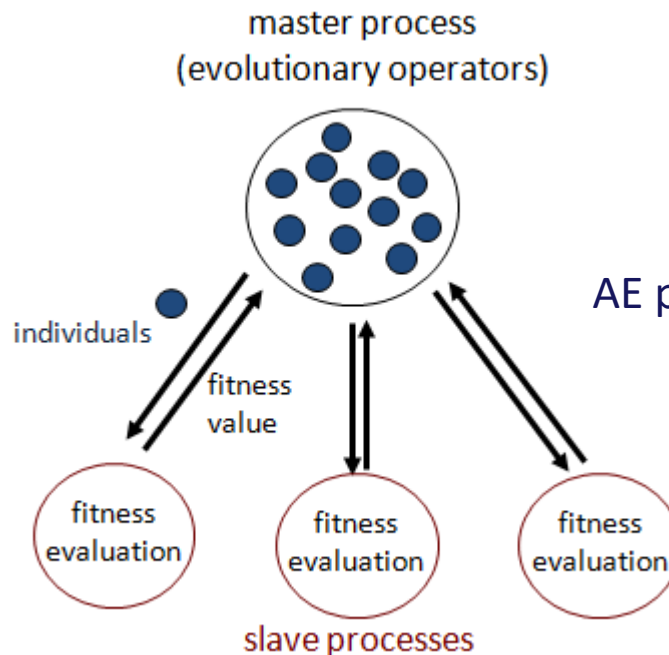 master process
(evolutionary operators)
AE p
individuals
fitness
value
fitness
evaluation
fitness
evaluation
fitness
evaluation
slave processes